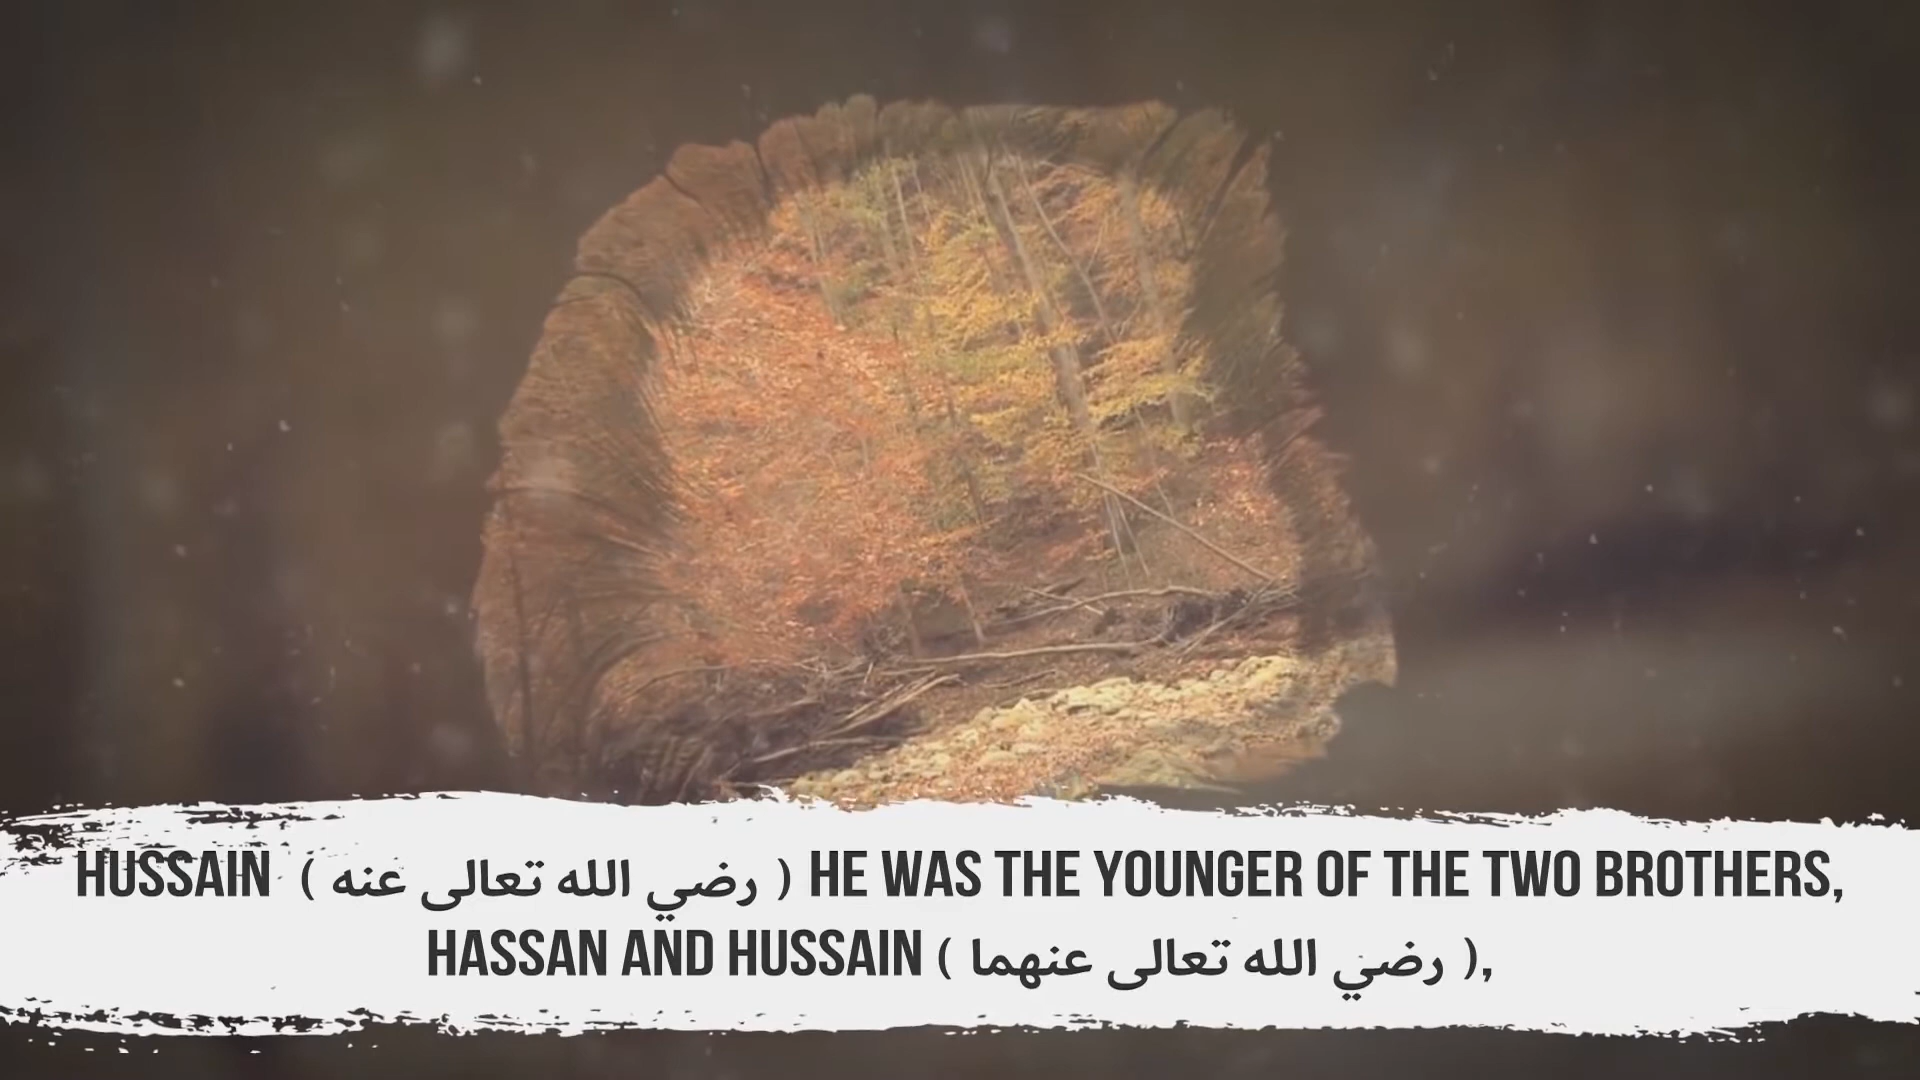 HUSSAIN ( رضي الله تعالى عنه ) HE WAS THE YOUNGER OF THE TWO BROTHERS,
HASSAN AND HUSSAIN ( رضي الله تعالى عنهما ),